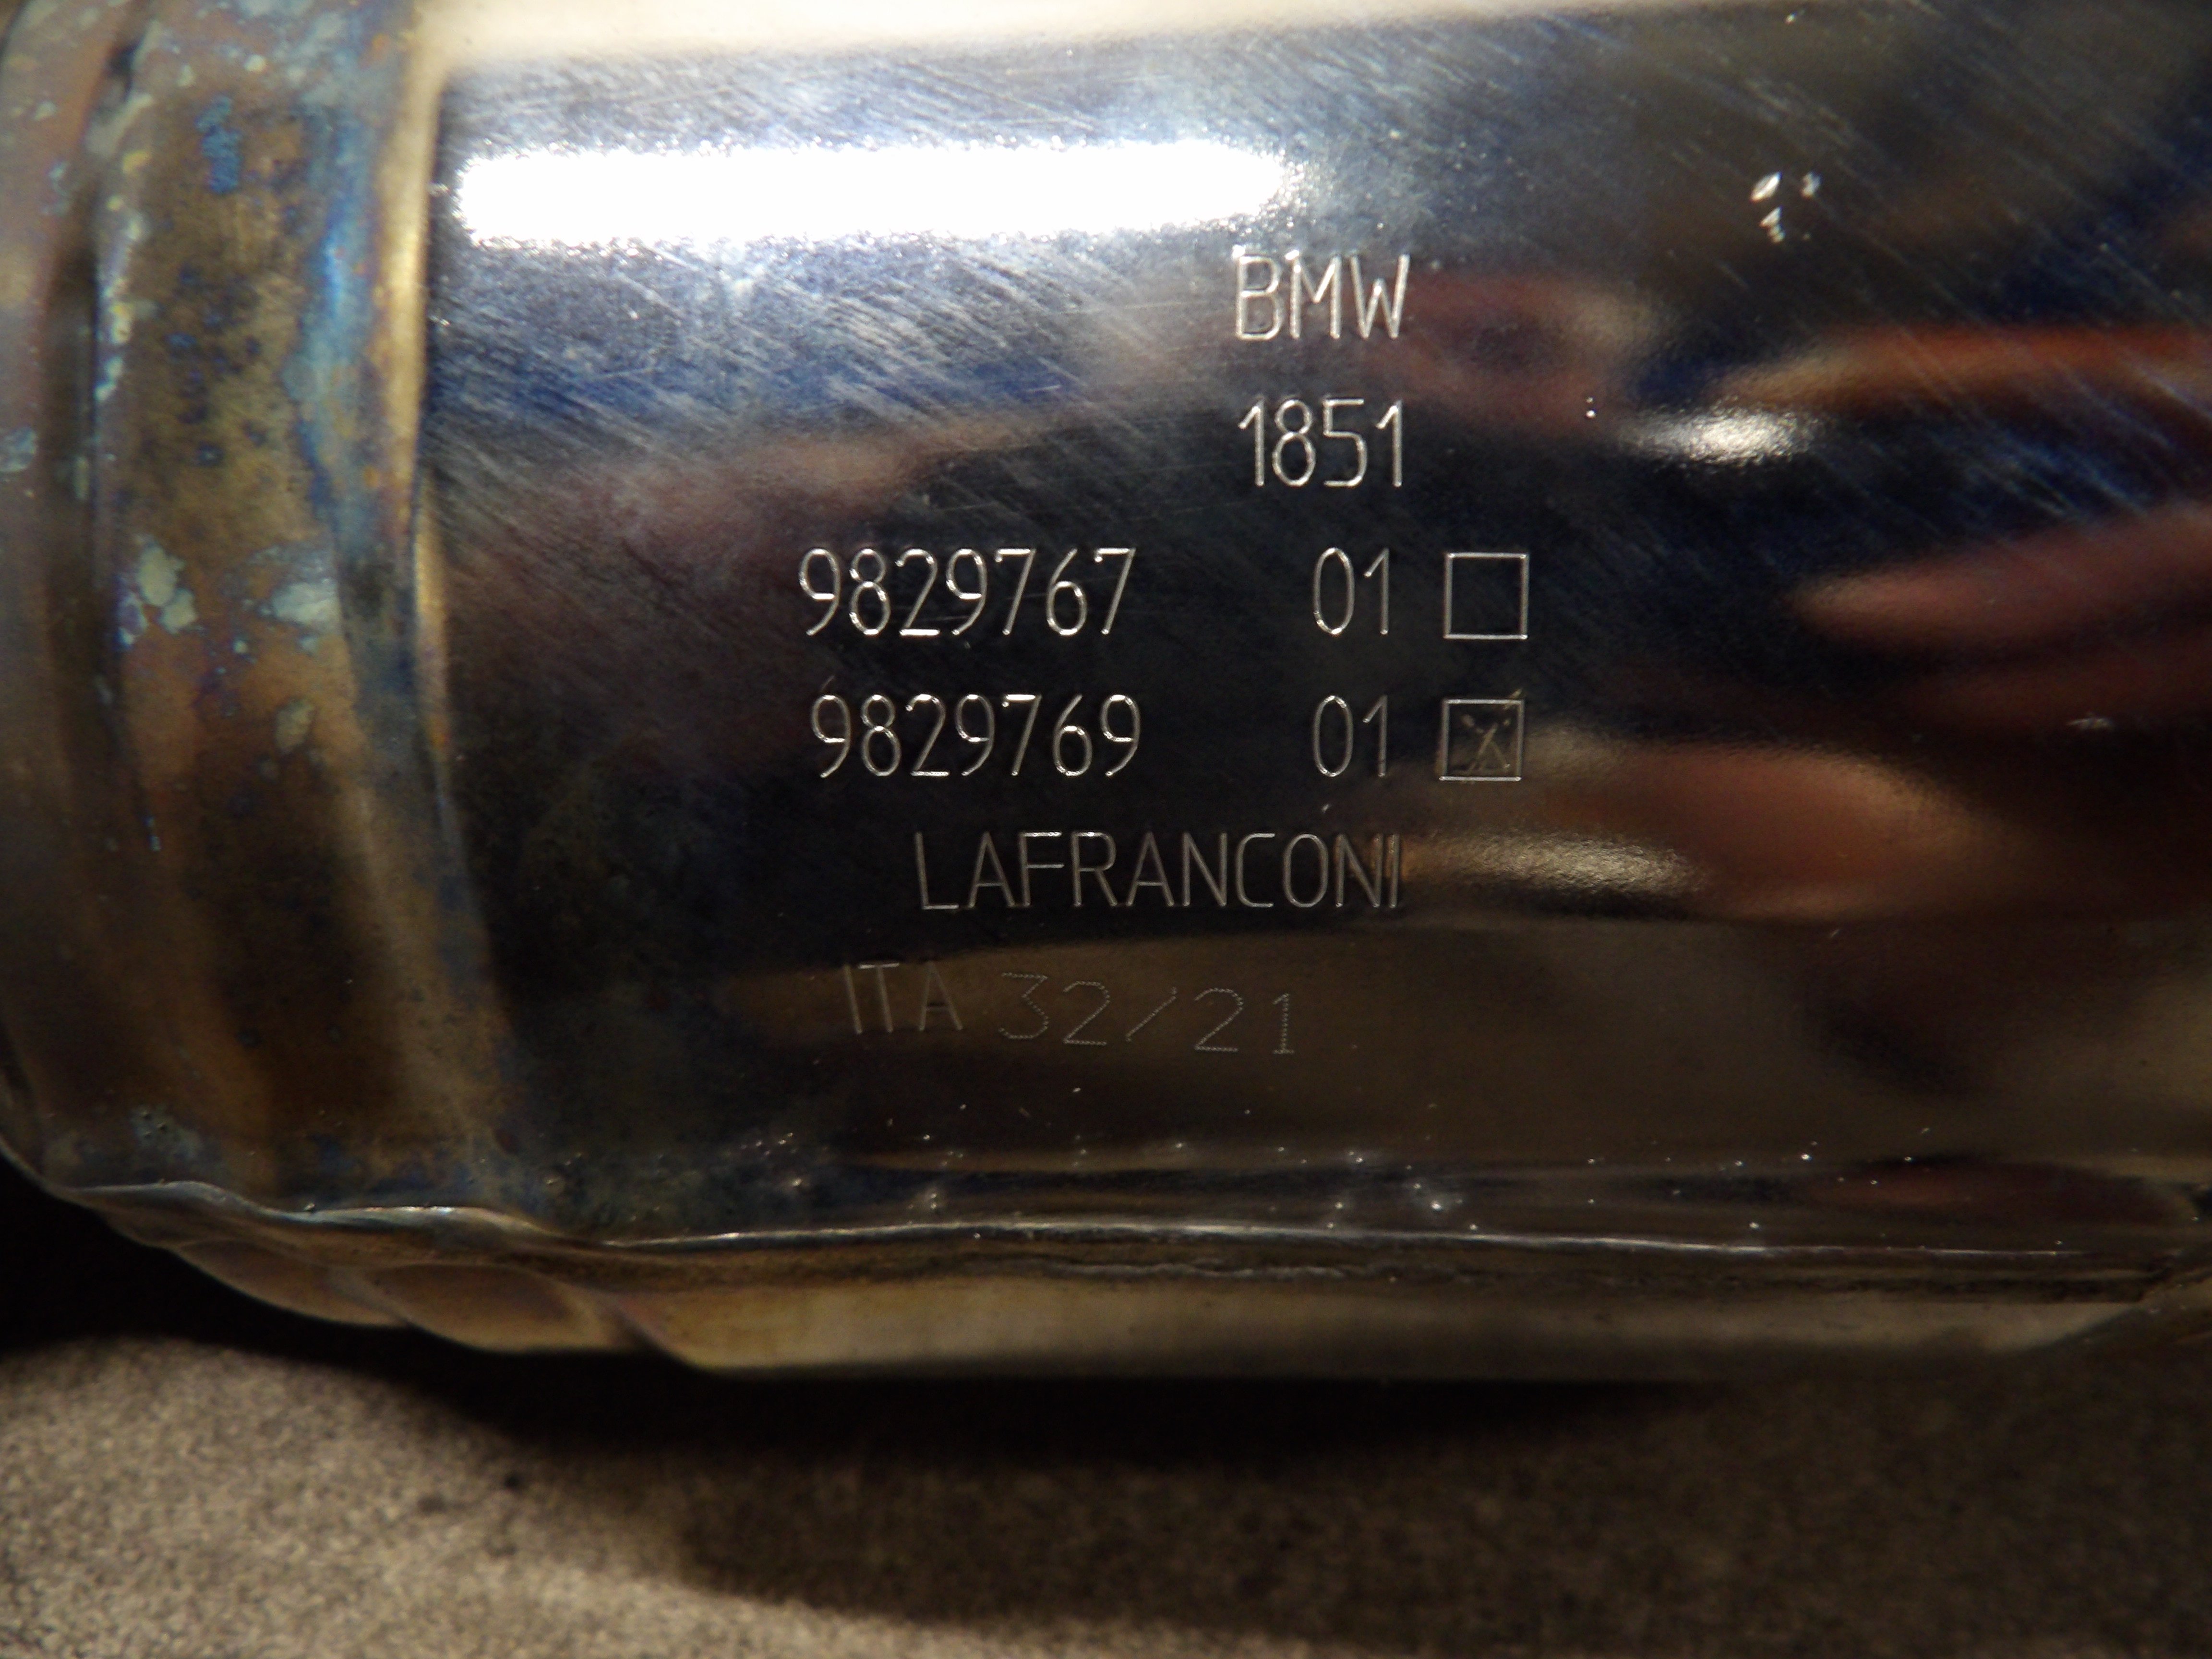 BMW
1851
9829767 01 ☐
9829769 01 ☒
LAFRANCONI
ITA 32/21